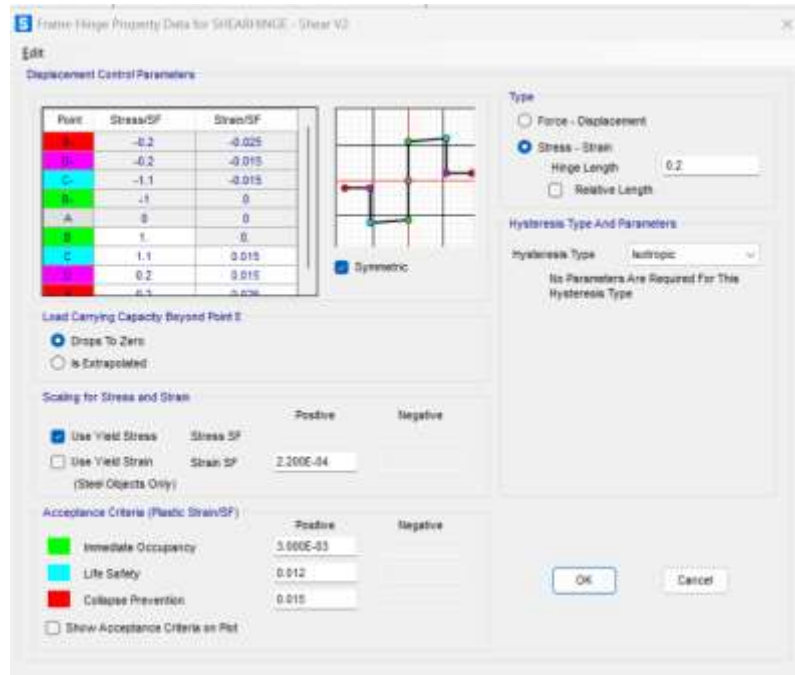 Frame Hinge Property Data for SHEARHINGE - Shear V2
Edit
Displacement Control Parameters
Point Stress/SF Strain/SF
E- -0.2 -0.025
D- -0.2 -0.015
C- -1.1 -0.015
B- -1 0
A 0 0
B 1. 0.
C 1.1 0.015
D 0.2 0.015
Symmetric
Load Carrying Capacity Beyond Point E
Drops To Zero
Is Extrapolated
Scaling for Stress and Strain
Positive Negative
Use Yield Stress Stress SF
Use Yield Strain Strain SF 2.200E-04
(Steel Objects Only)
Acceptance Criteria (Plastic Strain/SF)
Positive Negative
Immediate Occupancy 3.000E-03
Life Safety 0.012
Collapse Prevention 0.015
Show Acceptance Criteria on Plot
Type
Force - Displacement
Stress - Strain
Hinge Length 0.2
Relative Length
Hysteresis Type And Parameters
Hysteresis Type Isotropic
No Parameters Are Required For This
Hysteresis Type
OK Cancel